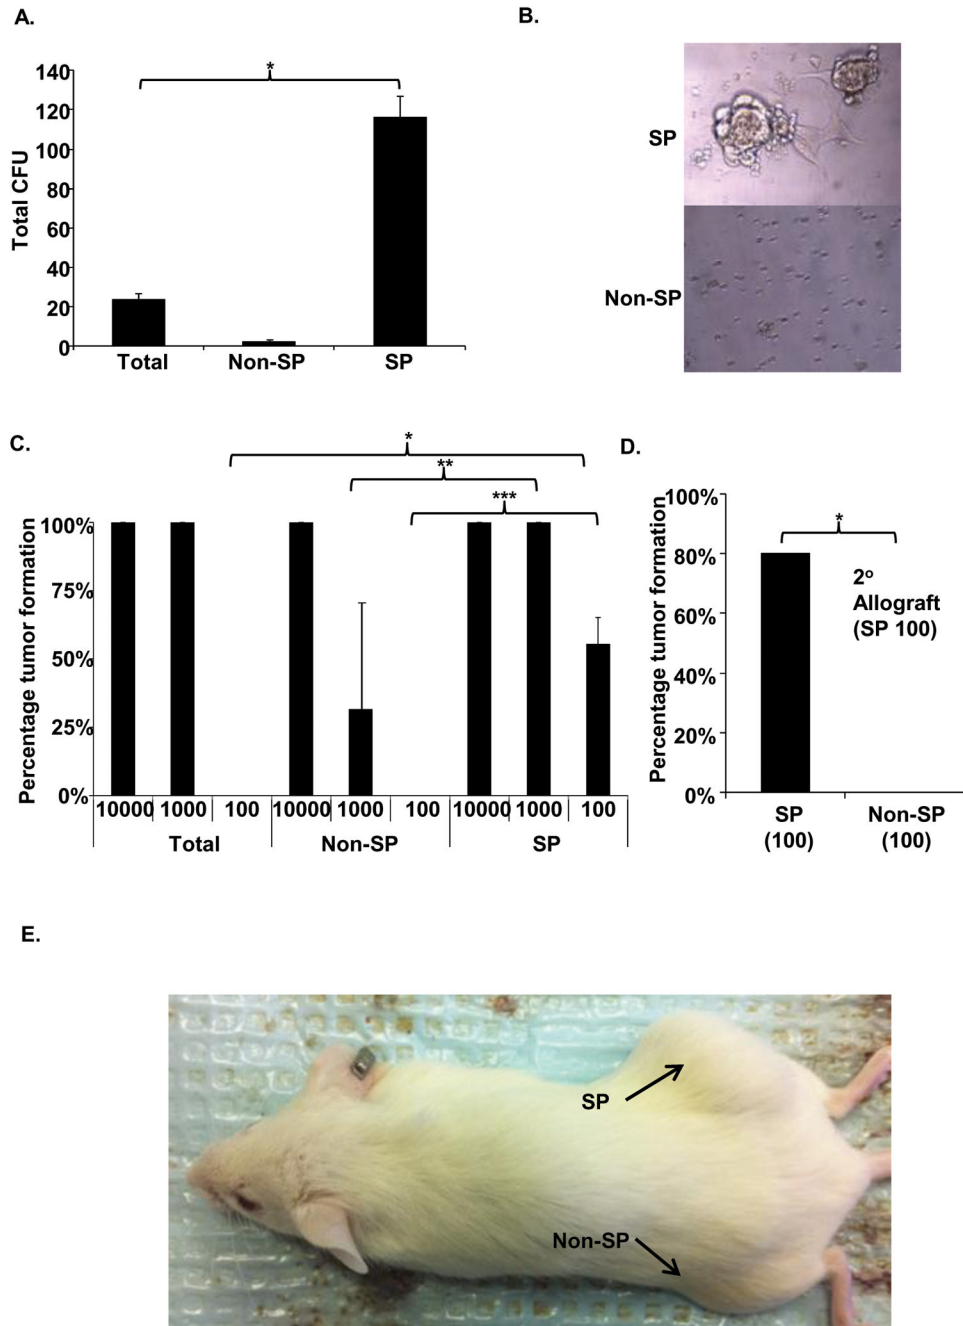 A.
140
120
100
80
60
40
20
0
Total CFU
*
Total Non-SP SP
B.
SP
Non-SP
C.
*
**
***
100%
75%
50%
25%
0%
Percentage tumor formation
10000 1000 100 10000 1000 100 10000 1000 100
Total Non-SP SP
D.
100%
80%
60%
40%
20%
0%
Percentage tumor formation
*
2o
Allograft
(SP 100)
SP Non-SP
(100) (100)
E.
SP
Non-SP